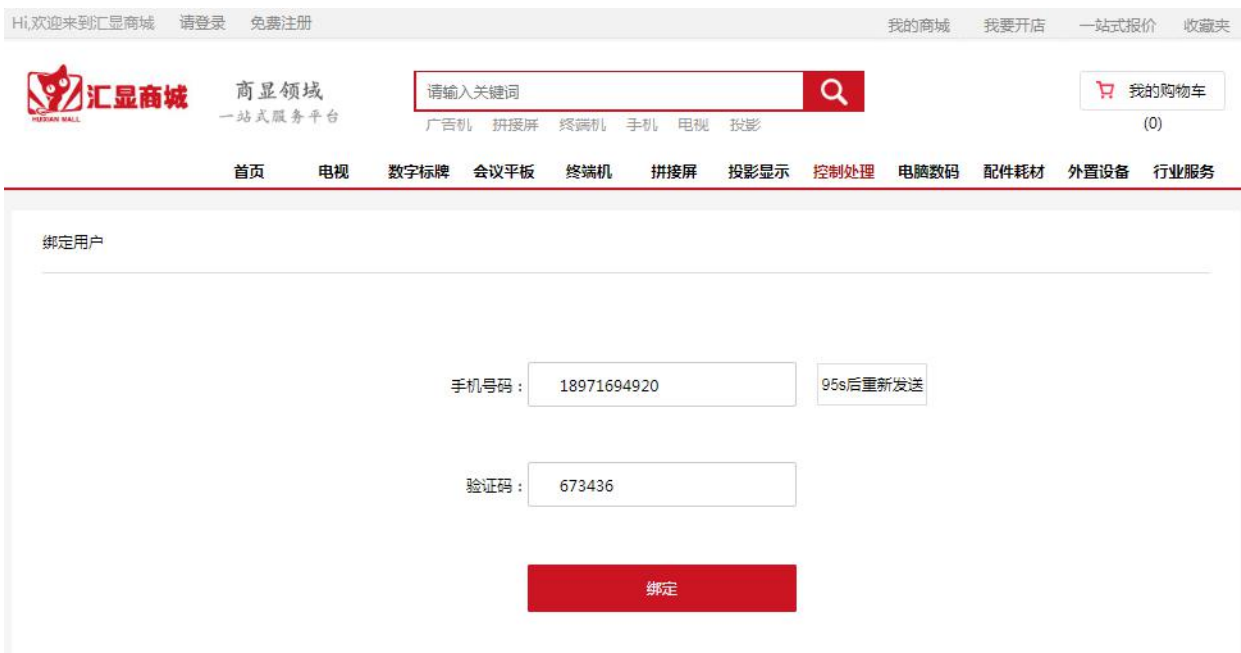 Hi,欢迎来到汇显商城 请登录 免费注册 我的商城 我要开店 一站式报价 收藏夹
汇显商城
HUIXIAN MALL
商显领域
一站式服务平台
请输入关键词
广告机 拼接屏 终端机 手机 电视 投影
我的购物车
(0)
首页 电视 数字标牌 会议平板 终端机 拼接屏 投影显示 控制处理 电脑数码 配件耗材 外置设备 行业服务
绑定用户
手机号码： 18971694920 95s后重新发送
验证码： 673436
绑定